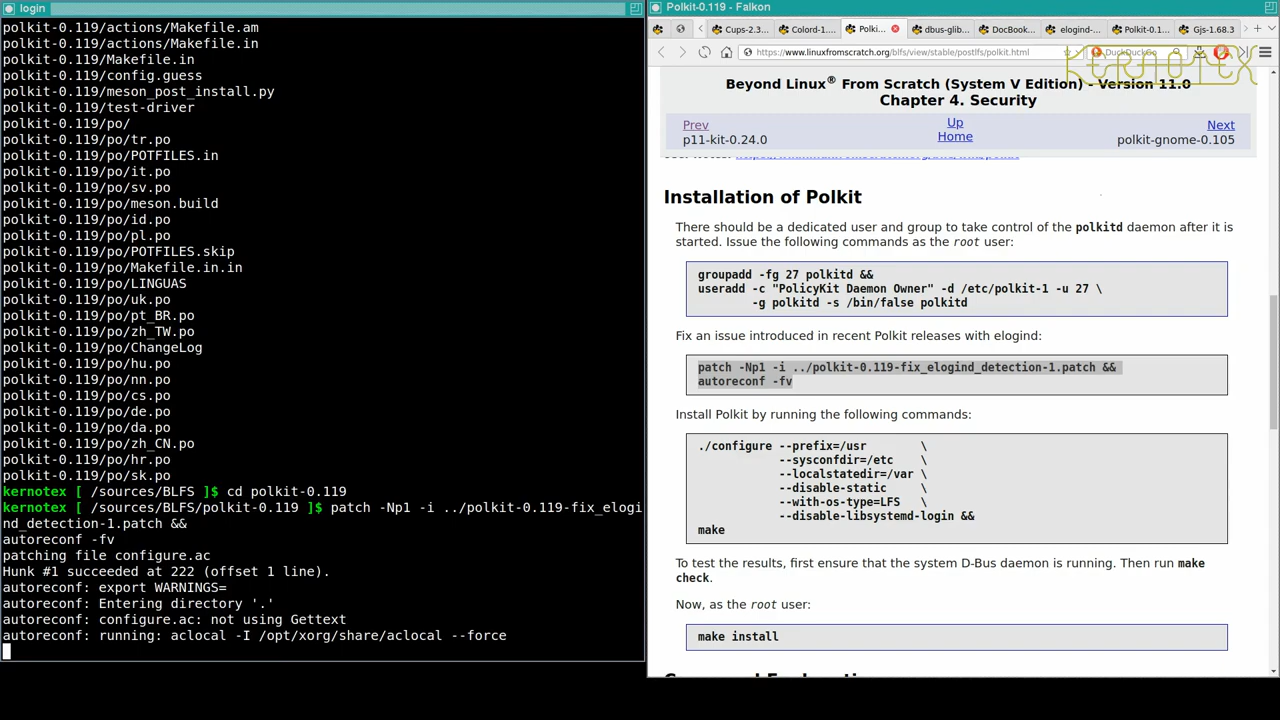 login
polkit-0.119/actions/Makefile.am
polkit-0.119/actions/Makefile.in
polkit-0.119/Makefile.in
polkit-0.119/config.guess
polkit-0.119/meson_post_install.py
polkit-0.119/test-driver
polkit-0.119/po/
polkit-0.119/po/tr.po
polkit-0.119/po/POTFILES.in
polkit-0.119/po/it.po
polkit-0.119/po/sv.po
polkit-0.119/po/meson.build
polkit-0.119/po/id.po
polkit-0.119/po/pl.po
polkit-0.119/po/POTFILES.skip
polkit-0.119/po/Makefile.in.in
polkit-0.119/po/LINGUAS
polkit-0.119/po/uk.po
polkit-0.119/po/pt_BR.po
polkit-0.119/po/zh_TW.po
polkit-0.119/po/ChangeLog
polkit-0.119/po/hu.po
polkit-0.119/po/nn.po
polkit-0.119/po/cs.po
polkit-0.119/po/de.po
polkit-0.119/po/da.po
polkit-0.119/po/zh_CN.po
polkit-0.119/po/hr.po
polkit-0.119/po/sk.po
kernotex [ /sources/BLFS ]$ cd polkit-0.119
kernotex [ /sources/BLFS/polkit-0.119 ]$ patch -Np1 -i ../polkit-0.119-fix_elogi
nd_detection-1.patch &&
autoreconf -fv
patching file configure.ac
Hunk #1 succeeded at 222 (offset 1 line).
autoreconf: export WARNINGS=
autoreconf: Entering directory '.'
autoreconf: configure.ac: not using Gettext
autoreconf: running: aclocal -I /opt/xorg/share/aclocal --force
Polkit-0.119 - Falkon
Cups-2.3... Colord-1.... Polki... dbus-glib... DocBook... elogind-... Polkit-0.1... Gjs-1.68.3
https://www.linuxfromscratch.org/blfs/view/stable/postlfs/polkit.html DuckDuckGo
KERNOTEX
Beyond Linux® From Scratch (System V Edition) - Version 11.0
Chapter 4. Security
Prev Up Next
p11-kit-0.24.0 Home polkit-gnome-0.105
Installation of Polkit
There should be a dedicated user and group to take control of the polkitd daemon after it is
started. Issue the following commands as the root user:
groupadd -fg 27 polkitd &&
useradd -c "PolicyKit Daemon Owner" -d /etc/polkit-1 -u 27 \
-g polkitd -s /bin/false polkitd
Fix an issue introduced in recent Polkit releases with elogind:
patch -Np1 -i ../polkit-0.119-fix_elogind_detection-1.patch &&
autoreconf -fv
Install Polkit by running the following commands:
./configure --prefix=/usr \
--sysconfdir=/etc \
--localstatedir=/var \
--disable-static \
--with-os-type=LFS \
--disable-libsystemd-login &&
make
To test the results, first ensure that the system D-Bus daemon is running. Then run make
check.
Now, as the root user:
make install